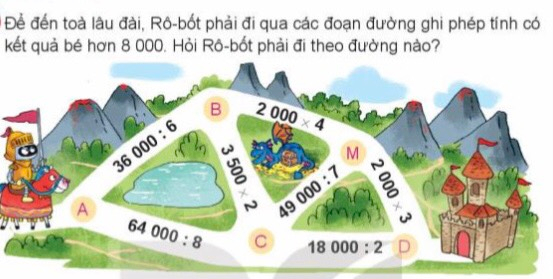 Để đến toà lâu đài, Rô-bốt phải đi qua các đoạn đường ghi phép tính có
kết quả bé hơn 8 000. Hỏi Rô-bốt phải đi theo đường nào?
B
2 000 × 4
36 000 : 6
3 500 × 2
M
49 000 : 7
2 000 × 3
A
64 000 : 8
C
18 000 : 2
D